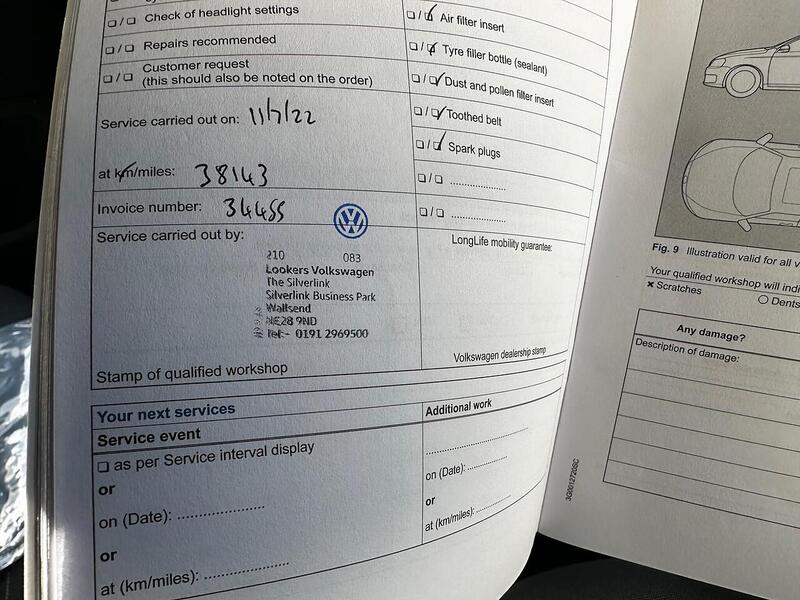 ☐ / ☐ Check of headlight settings
☐ / ☐ Repairs recommended
☐ / ☐ Customer request
(this should also be noted on the order)
Service carried out on: 11/7/22
at km/miles: 38143
Invoice number: 34455
Service carried out by:
210 083
Lookers Volkswagen
The Silverlink
Silverlink Business Park
Wallsend
NE28 9ND
Tel:- 0191 2969500
Stamp of qualified workshop
☐ / ☑ Air filter insert
☐ / ☑ Tyre filler bottle (sealant)
☐ / ☑ Dust and pollen filter insert
☐ / ☑ Toothed belt
☐ / ☑ Spark plugs
☐ / ☐ ....................
☐ / ☐ ....................
LongLife mobility guarantee:
Volkswagen dealership stamp
Your next services
Service event
☐ as per Service interval display
or
on (Date): ....................
or
at (km/miles): ....................
Additional work
....................
on (Date): ..........
or
at (km/miles): ..........
Fig. 9 Illustration valid for all v
Your qualified workshop will indi
× Scratches
○ Dents
Any damage?
Description of damage:
3G0012720SC